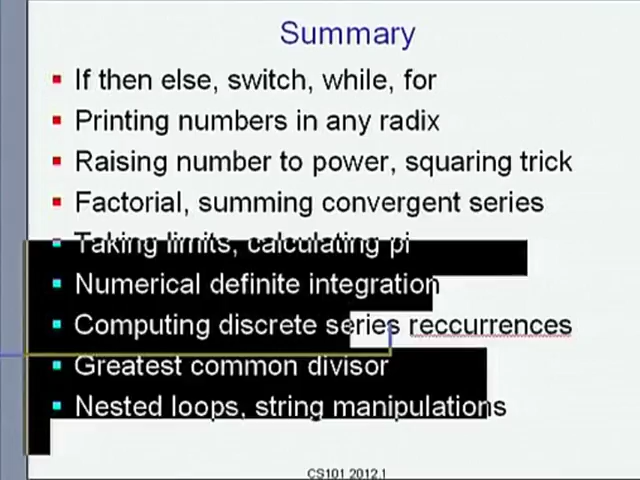 Summary
If then else, switch, while, for
Printing numbers in any radix
Raising number to power, squaring trick
Factorial, summing convergent series
Taking limits, calculating pi
Numerical definite integration
Computing discrete series reccurrences
Greatest common divisor
Nested loops, string manipulations
CS101 2012.1